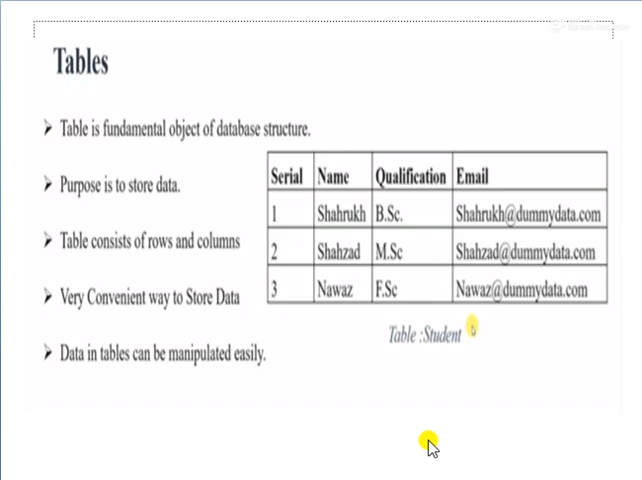 Tables
➤ Table is fundamental object of database structure.
➤ Purpose is to store data.
➤ Table consists of rows and columns
➤ Very Convenient way to Store Data
➤ Data in tables can be manipulated easily.
Serial Name Qualification Email
1 Shahrukh B.Sc. Shahrukh@dummydata.com
2 Shahzad M.Sc Shahzad@dummydata.com
3 Nawaz F.Sc Nawaz@dummydata.com
Table :Student